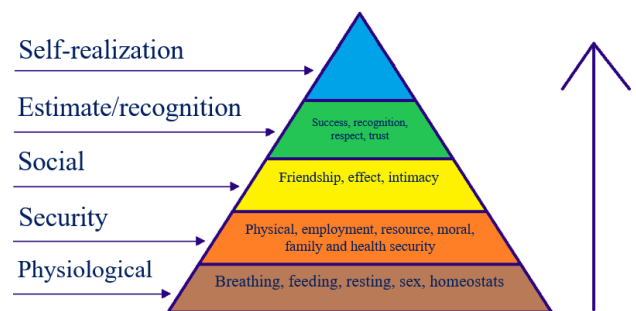 Self-realization
Estimate/recognition
Success, recognition,
respect, trust
Social
Friendship, effect, intimacy
Security
Physical, employment, resource, moral,
family and health security
Physiological
Breathing, feeding, resting, sex, homeostats